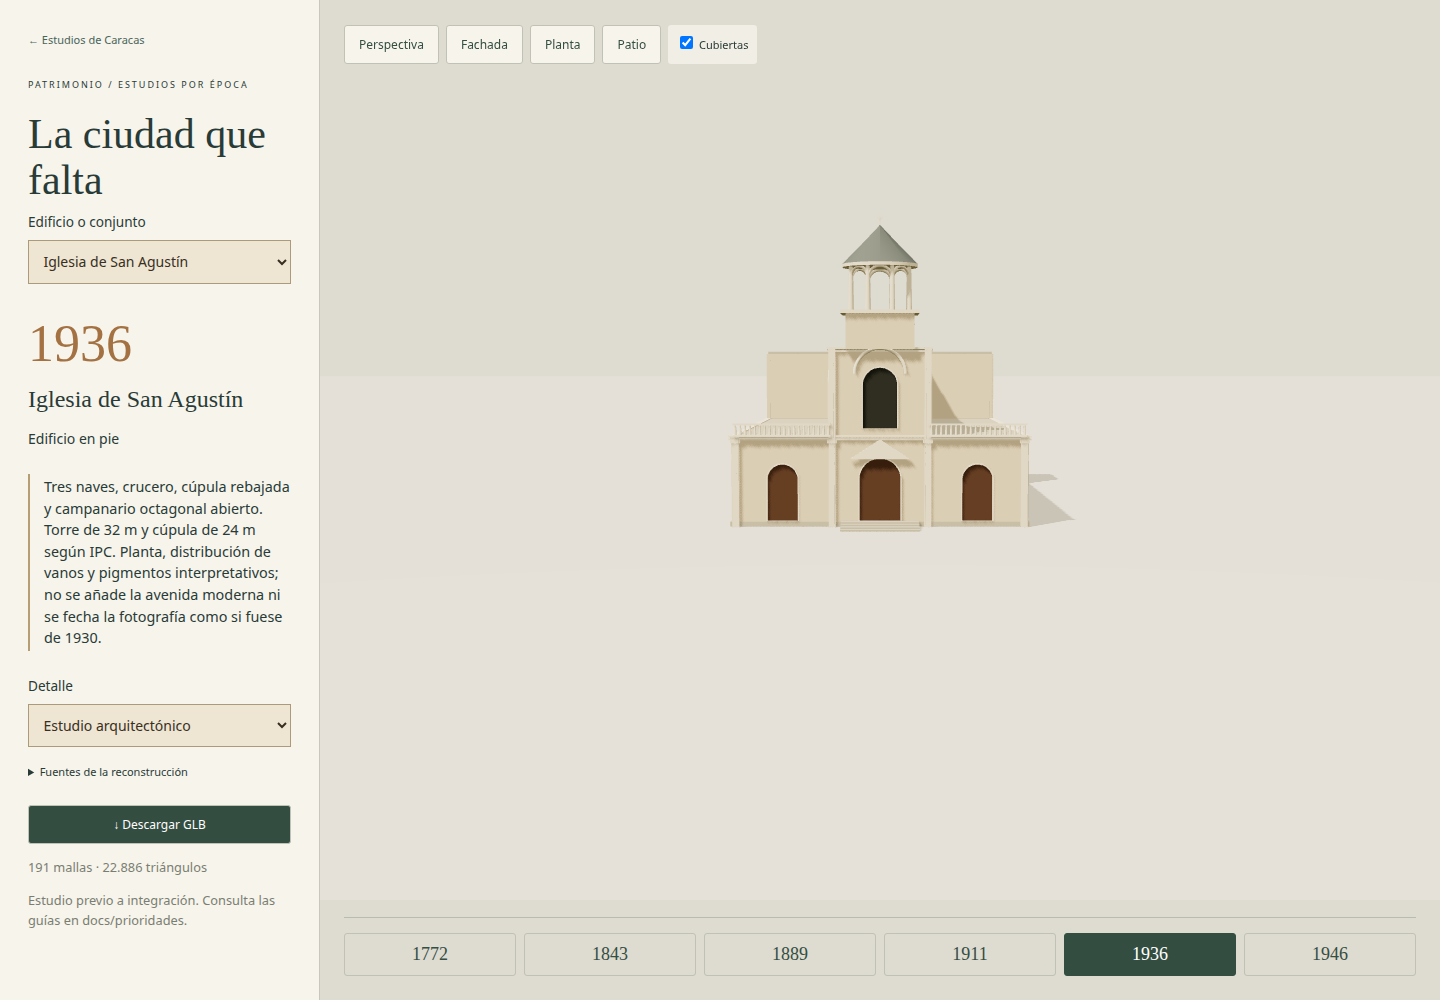 ← Estudios de Caracas
PATRIMONIO / ESTUDIOS POR ÉPOCA
La ciudad que
falta
Edificio o conjunto
Iglesia de San Agustín
1936
Iglesia de San Agustín
Edificio en pie
Tres naves, crucero, cúpula rebajada
y campanario octagonal abierto.
Torre de 32 m y cúpula de 24 m
según IPC. Planta, distribución de
vanos y pigmentos interpretativos;
no se añade la avenida moderna ni
se fecha la fotografía como si fuese
de 1930.
Detalle
Estudio arquitectónico
▶ Fuentes de la reconstrucción
↓ Descargar GLB
191 mallas · 22.886 triángulos
Estudio previo a integración. Consulta las
guías en docs/prioridades.
Perspectiva Fachada Planta Patio Cubiertas
1772 1843 1889 1911 1936 1946